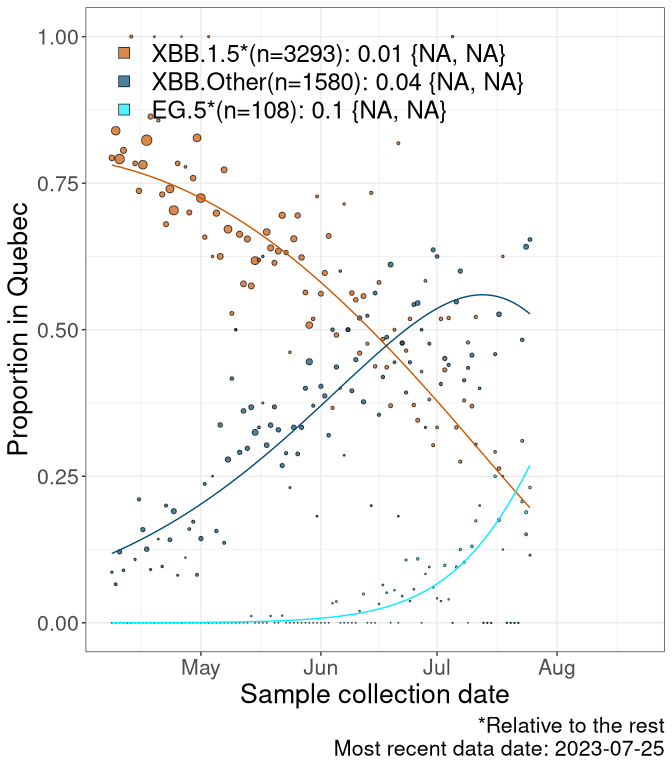 1.00
0.75
0.50
0.25
0.00
Proportion in Quebec
XBB.1.5*(n=3293): 0.01 {NA, NA}
XBB.Other(n=1580): 0.04 {NA, NA}
EG.5*(n=108): 0.1 {NA, NA}
May Jun Jul Aug
Sample collection date
*Relative to the rest
Most recent data date: 2023-07-25